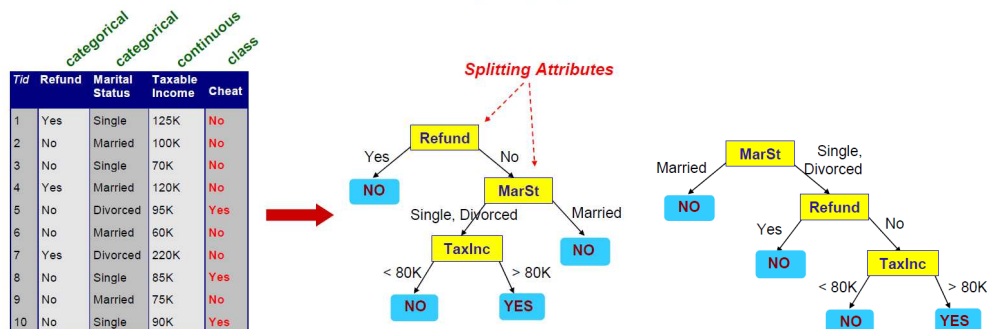 categorical
categorical
continuous
class
Tid Refund Marital Status Taxable Income Cheat
1 Yes Single 125K No
2 No Married 100K No
3 No Single 70K No
4 Yes Married 120K No
5 No Divorced 95K Yes
6 No Married 60K No
7 Yes Divorced 220K No
8 No Single 85K Yes
9 No Married 75K No
10 No Single 90K Yes
Splitting Attributes
Refund
Yes
No
NO
MarSt
Single, Divorced
Married
TaxInc
NO
< 80K
> 80K
NO
YES
MarSt
Married
Single,
Divorced
NO
Refund
Yes
No
NO
TaxInc
< 80K
> 80K
NO
YES